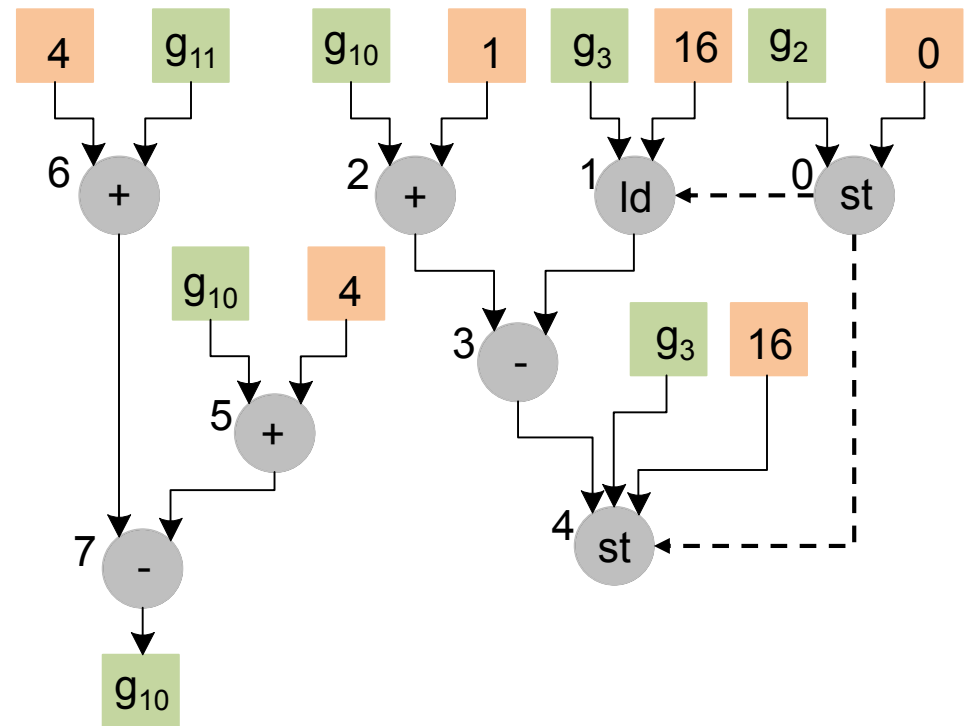 4 g₁₁ g₁₀ 1 g₃ 16 g₂ 0
6 + 2 + 1 ld 0 st
g₁₀ 4
3 - g₃ 16
5 +
4 st
7 -
g₁₀